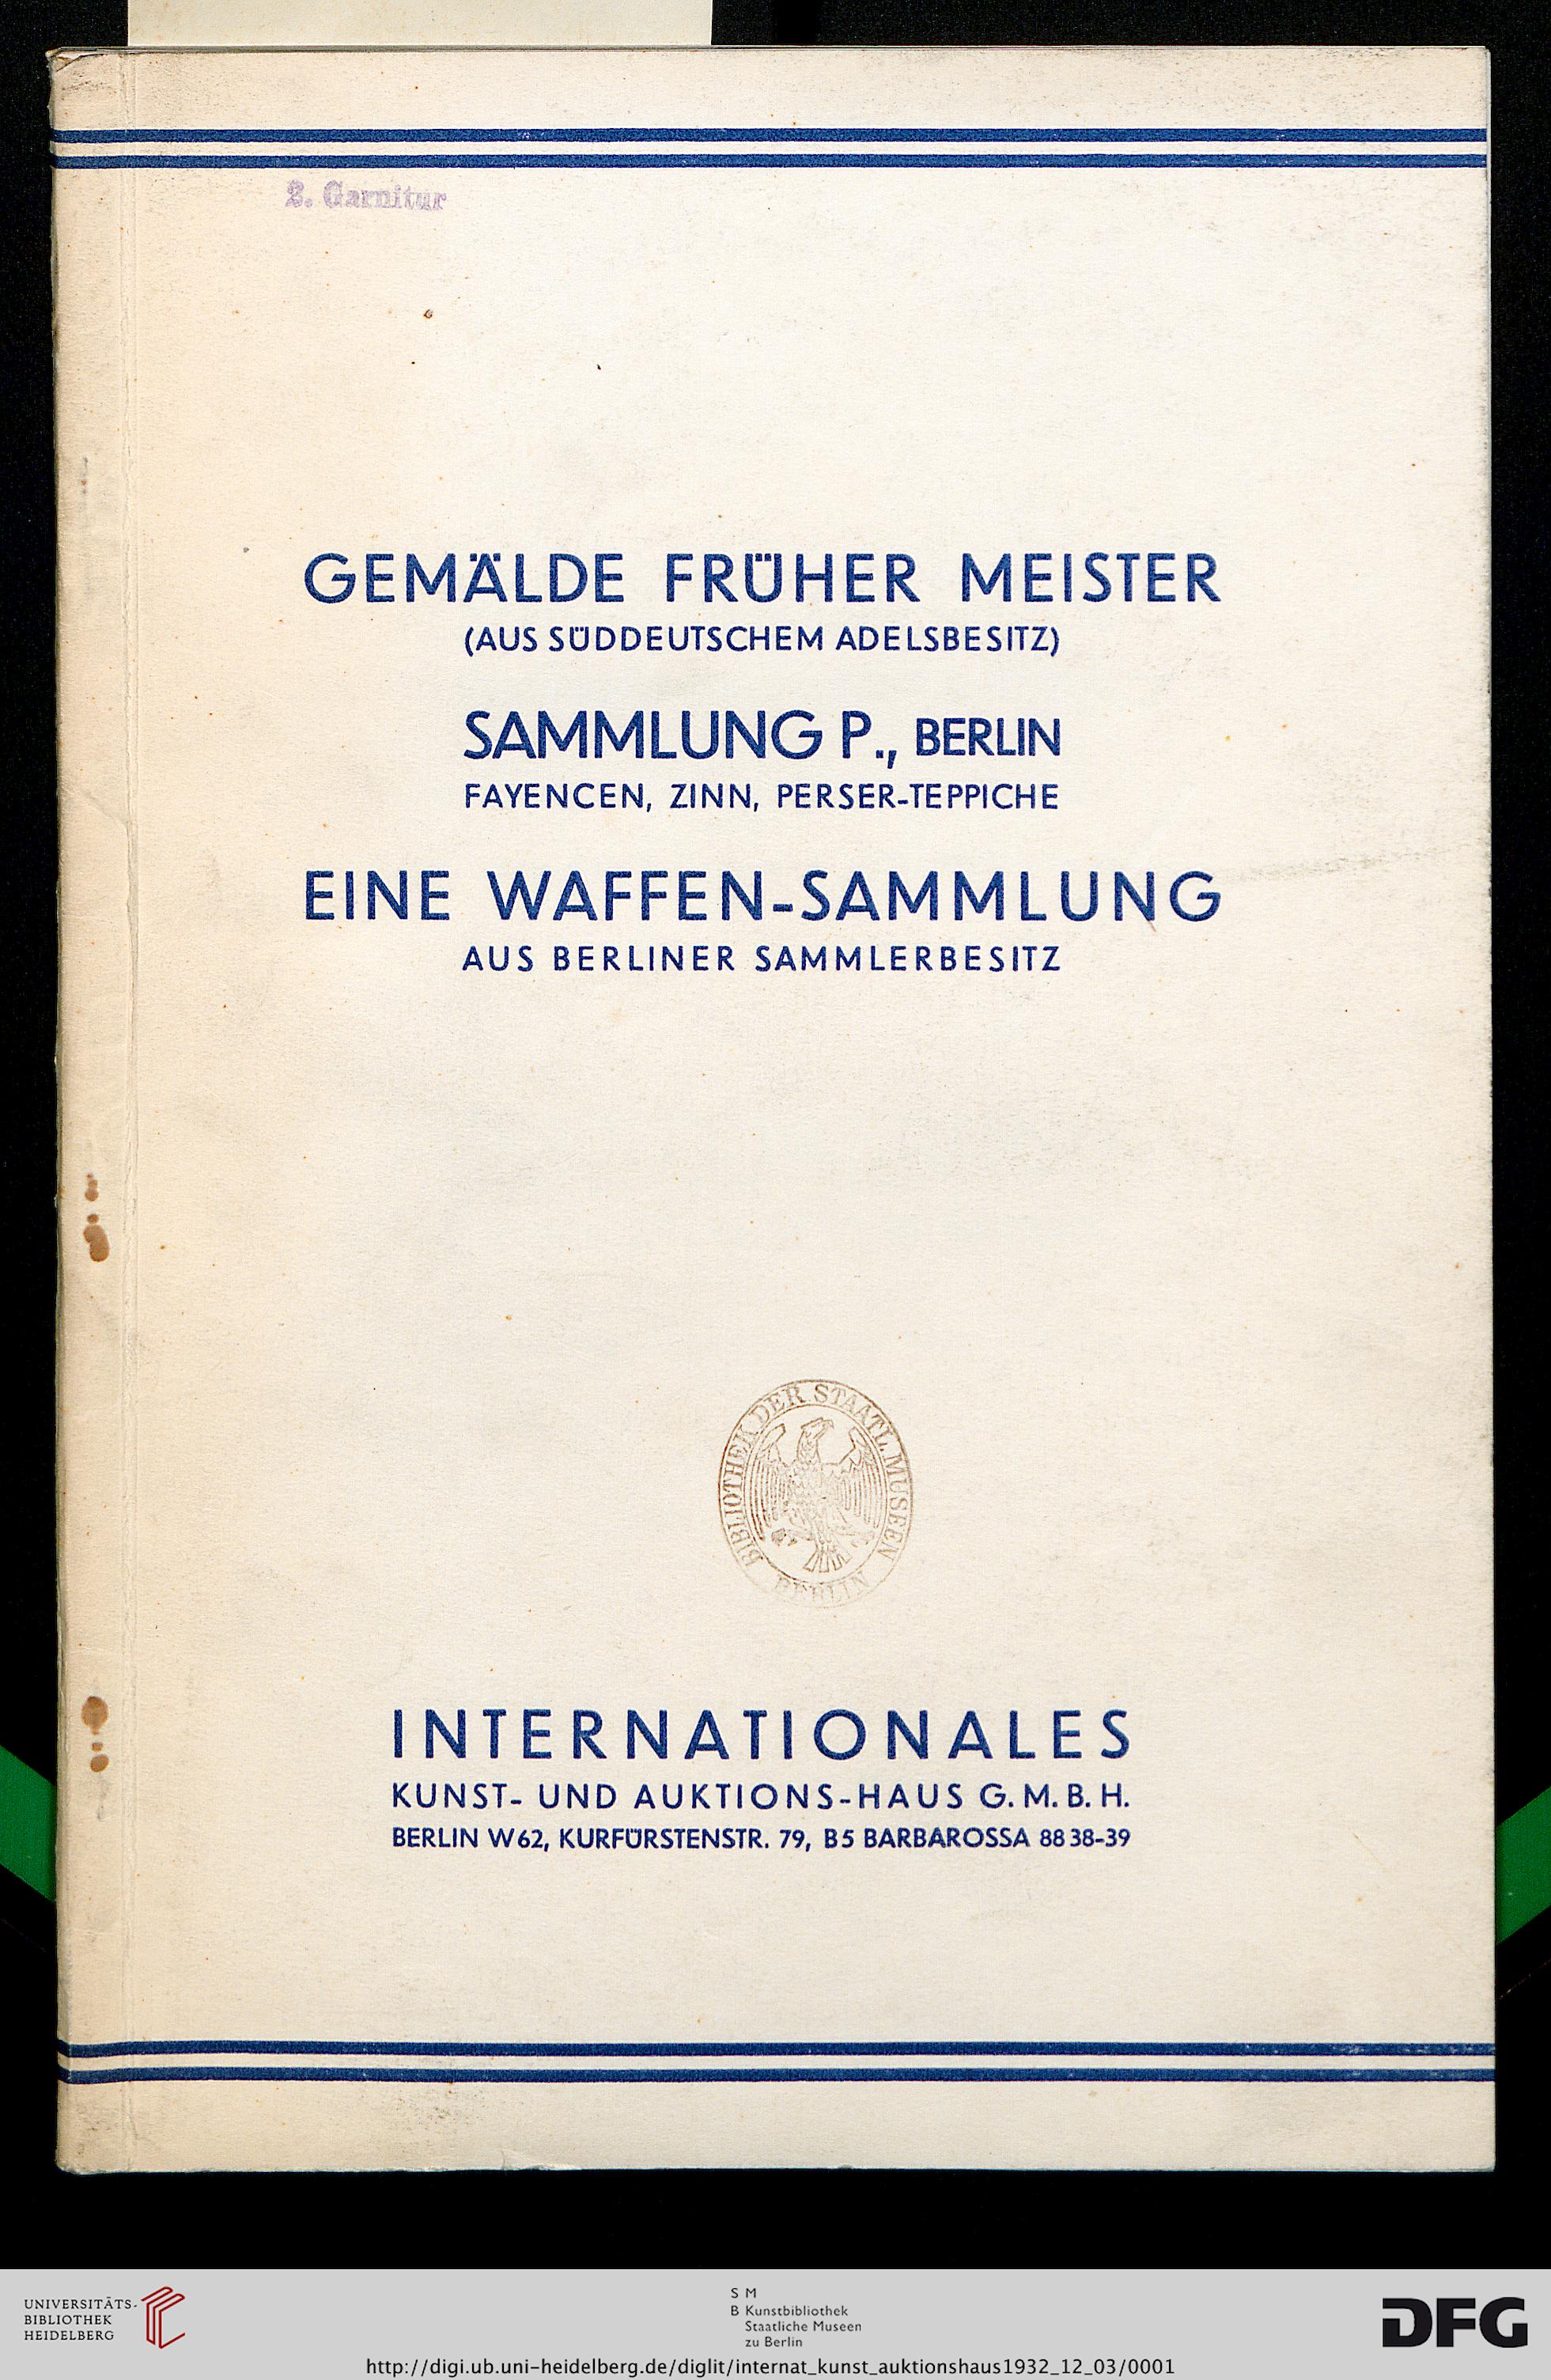 2. Garnitur
GEMÄLDE FRÜHER MEISTER
(AUS SÜDDEUTSCHEM ADELSBESITZ)
SAMMLUNG P., BERLIN
FAYENCEN, ZINN, PERSER-TEPPICHE
EINE WAFFEN-SAMMLUNG
AUS BERLINER SAMMLERBESITZ
BIBLIOTHEK DER STAATL. MUSEEN
BERLIN
INTERNATIONALES
KUNST- UND AUKTIONS-HAUS G. M. B. H.
BERLIN W 62, KURFÜRSTENSTR. 79, B 5 BARBAROSSA 88 38-39
UNIVERSITÄTS-
BIBLIOTHEK
HEIDELBERG
S M
B Kunstbibliothek
Staatliche Museen
zu Berlin
DFG
http://digi.ub.uni-heidelberg.de/diglit/internat_kunst_auktionshaus1932_12_03/0001